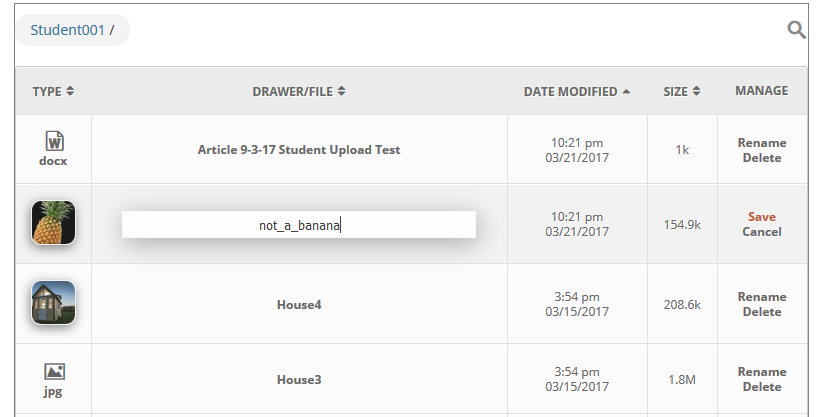 Student001 /
TYPE DRAWER/FILE DATE MODIFIED SIZE MANAGE
docx Article 9-3-17 Student Upload Test 10:21 pm 03/21/2017 1k Rename Delete
not_a_banana 10:21 pm 03/21/2017 154.9k Save Cancel
House4 3:54 pm 03/15/2017 208.6k Rename Delete
jpg House3 3:54 pm 03/15/2017 1.8M Rename Delete